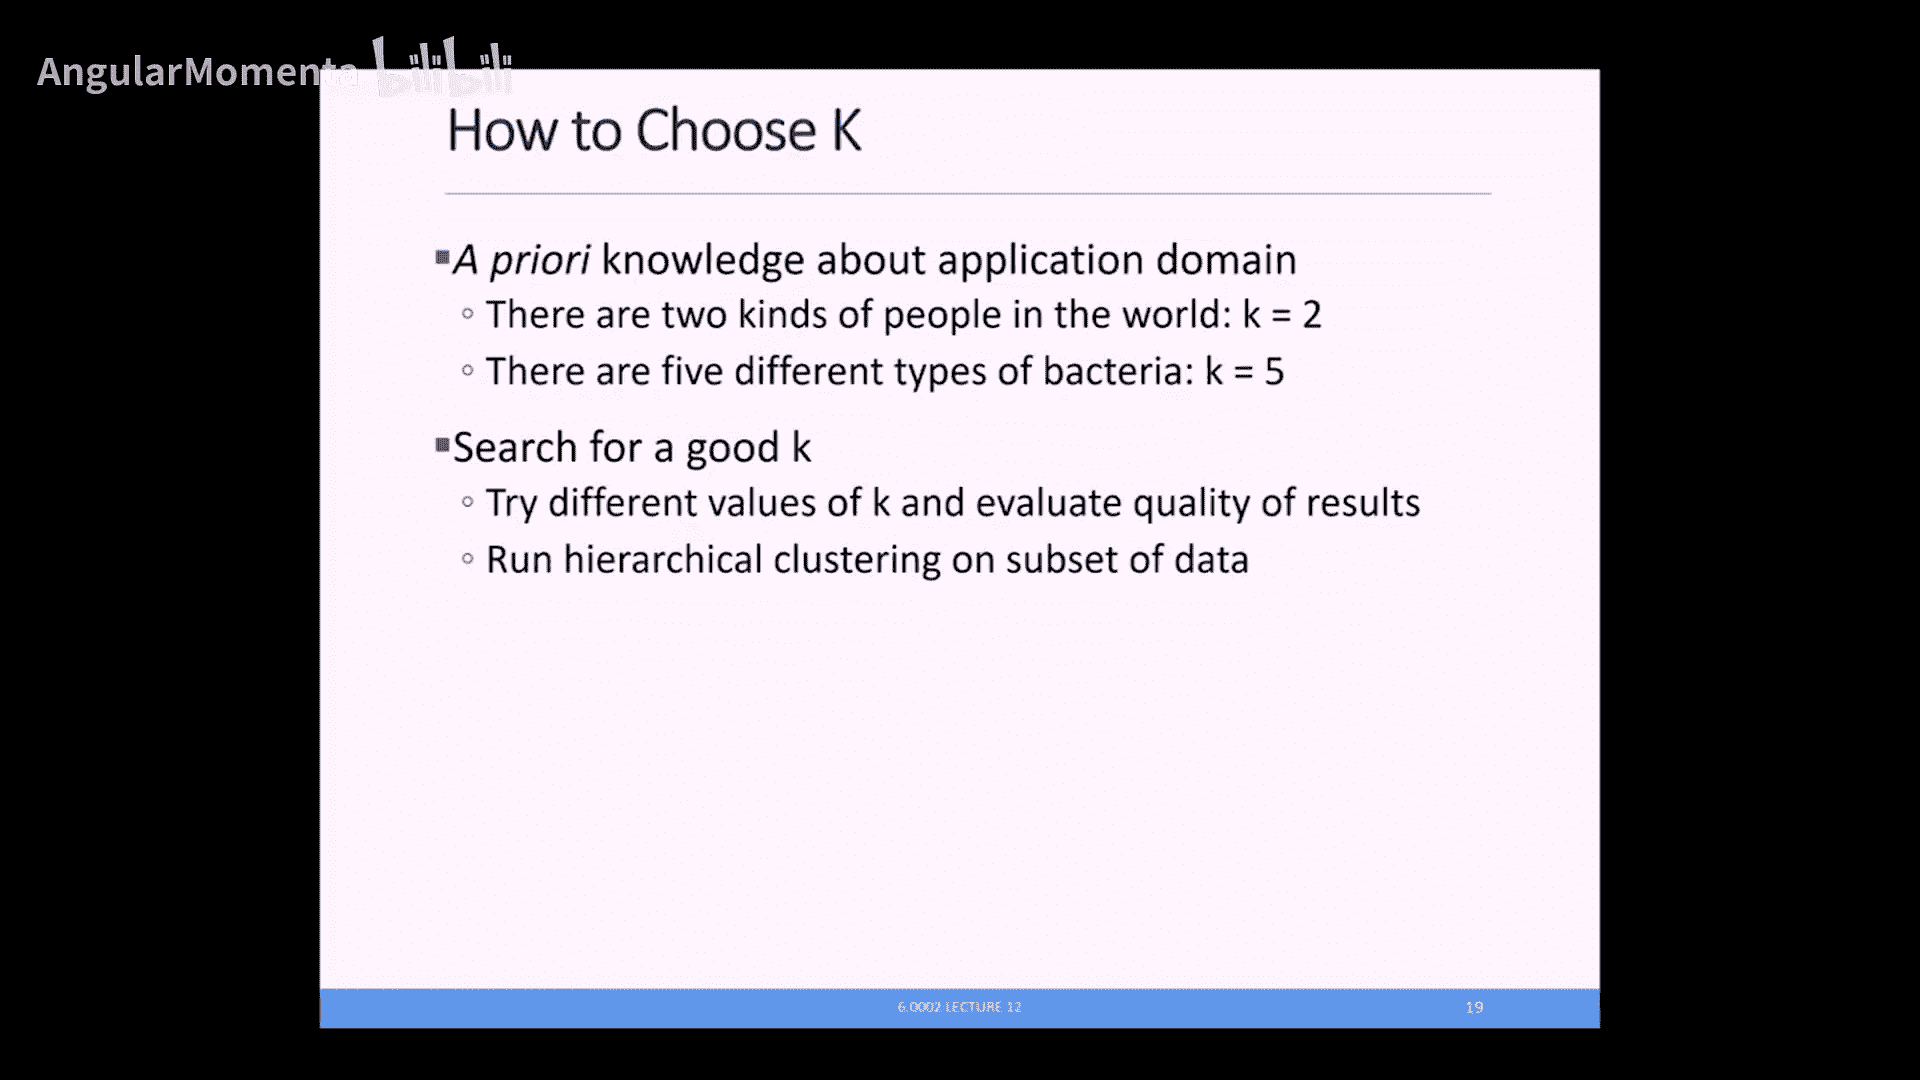 AngularMomenta bilibili
How to Choose K
▪A priori knowledge about application domain
◦ There are two kinds of people in the world: k = 2
◦ There are five different types of bacteria: k = 5
▪Search for a good k
◦ Try different values of k and evaluate quality of results
◦ Run hierarchical clustering on subset of data
6.0002 LECTURE 12
19